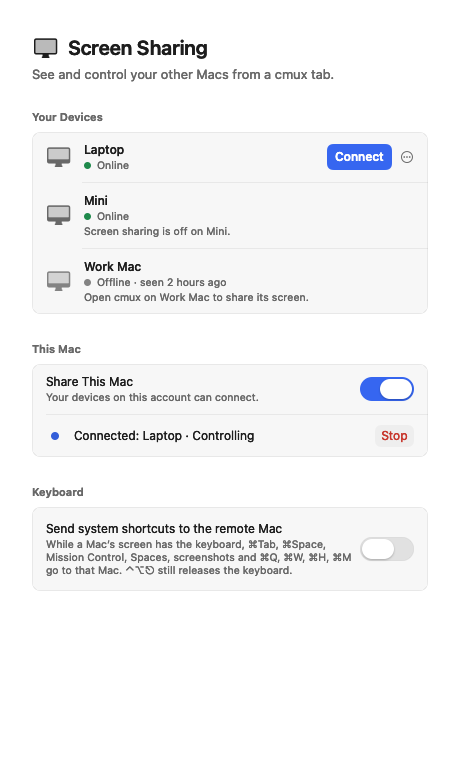 Screen Sharing
See and control your other Macs from a cmux tab.
Your Devices
Laptop
Online
Connect
Mini
Online
Screen sharing is off on Mini.
Work Mac
Offline · seen 2 hours ago
Open cmux on Work Mac to share its screen.
This Mac
Share This Mac
Your devices on this account can connect.
Connected: Laptop · Controlling
Stop
Keyboard
Send system shortcuts to the remote Mac
While a Mac's screen has the keyboard, ⌘Tab, ⌘Space,
Mission Control, Spaces, screenshots and ⌘Q, ⌘W, ⌘H, ⌘M
go to that Mac. ⌃⌥⎋ still releases the keyboard.